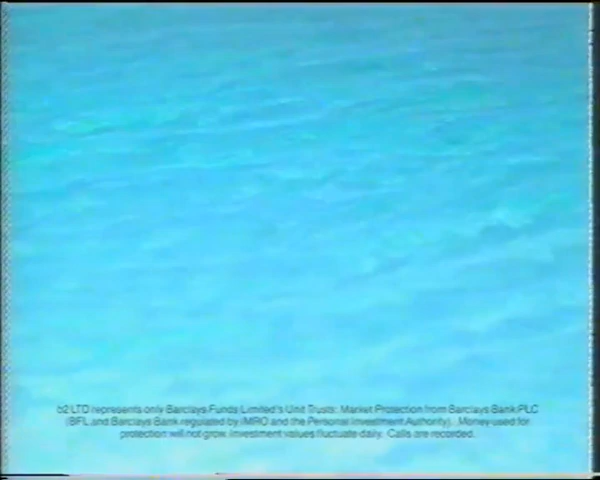 b2 LTD represents only Barclays Funds Limited's Unit Trusts; Market Protection from Barclays Bank PLC
(BFL and Barclays Bank regulated by IMRO and the Personal Investment Authority). Money used for
protection will not grow, investment values fluctuate daily. Calls are recorded.